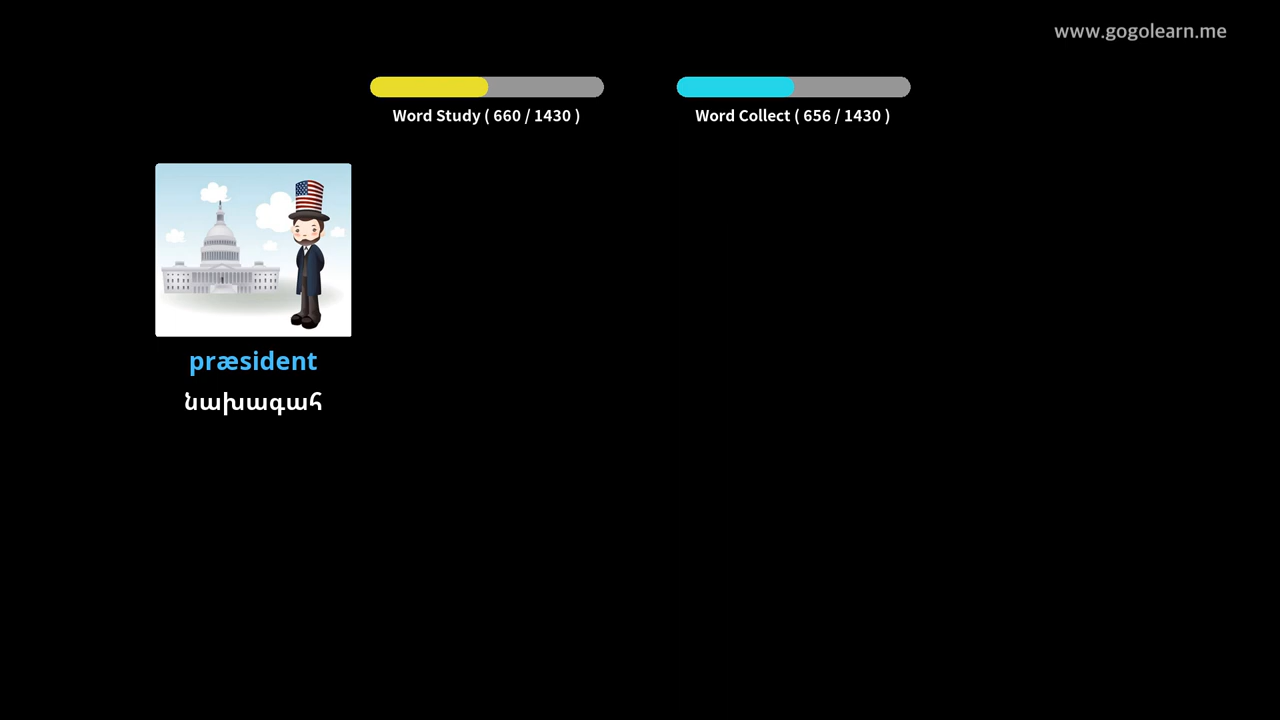 www.gogolearn.me
Word Study ( 660 / 1430 )
Word Collect ( 656 / 1430 )
præsident
նախագահ